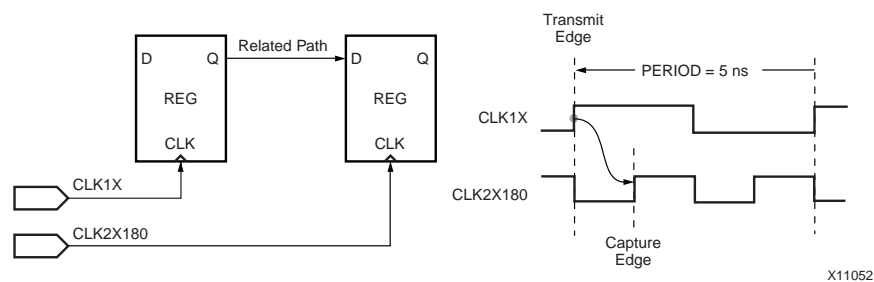 D
Q
REG
CLK
Related Path
D
Q
REG
CLK
CLK1X
CLK2X180
Transmit
Edge
PERIOD = 5 ns
CLK1X
CLK2X180
Capture
Edge
X11052